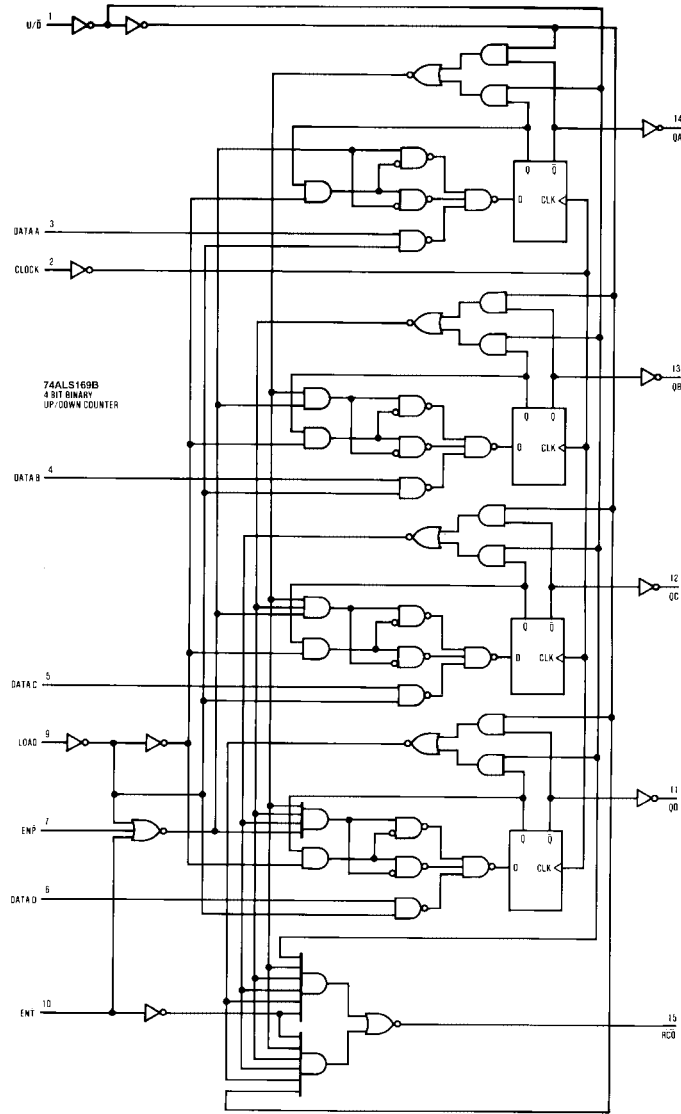 U/D̄ 1
14
QA
Q Q̄
D CLK
DATA A 3
CLOCK 2
13
QB
Q Q̄
D CLK
74ALS169B
4 BIT BINARY
UP/DOWN COUNTER
DATA B 4
12
QC
Q Q̄
D CLK
DATA C 5
LOAD 9
11
QD
Q Q̄
D CLK
ENP 7
DATA D 6
ENT 10
15
RCO